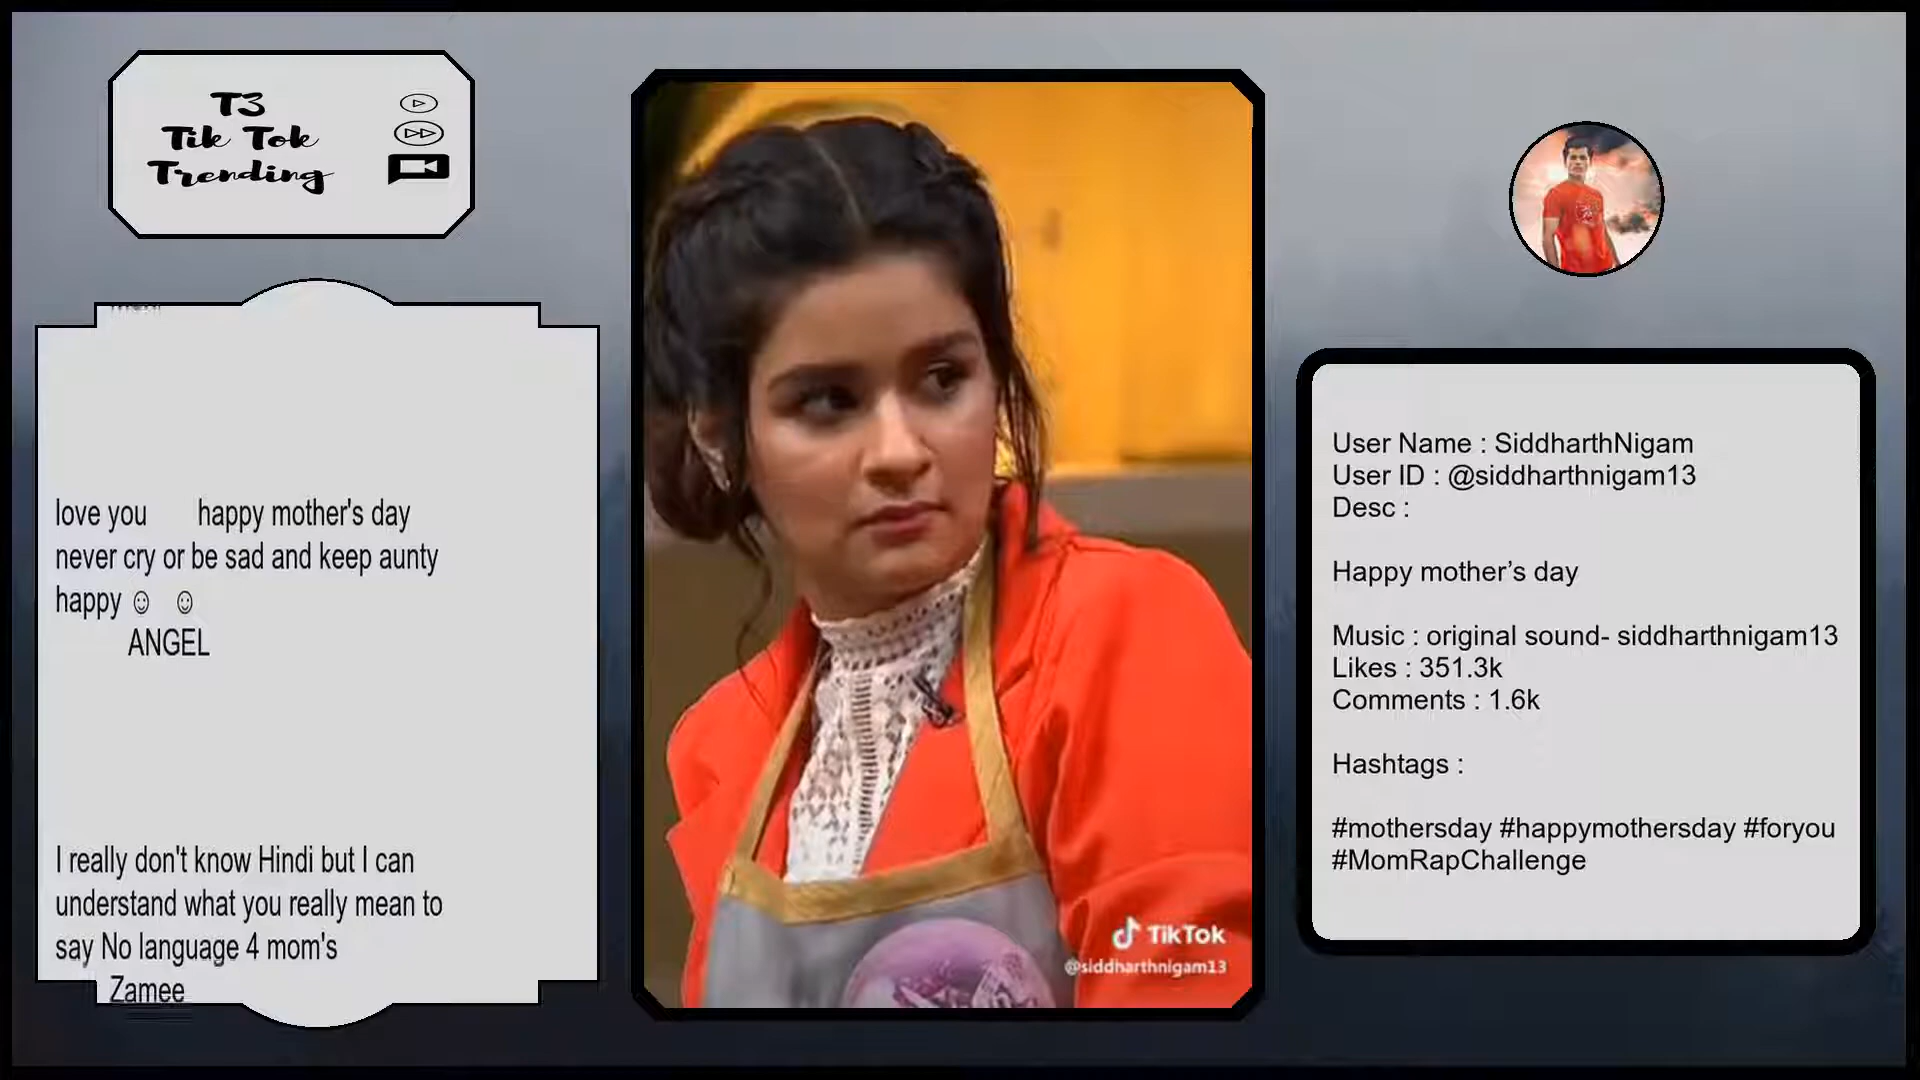 T3
Tik Tok
Trending
love you happy mother's day
never cry or be sad and keep aunty
happy ☺ ☺
ANGEL
I really don't know Hindi but I can
understand what you really mean to
say No language 4 mom's
Zamee
TikTok
@siddharthnigam13
User Name : SiddharthNigam
User ID : @siddharthnigam13
Desc :
Happy mother’s day
Music : original sound- siddharthnigam13
Likes : 351.3k
Comments : 1.6k
Hashtags :
#mothersday #happymothersday #foryou
#MomRapChallenge